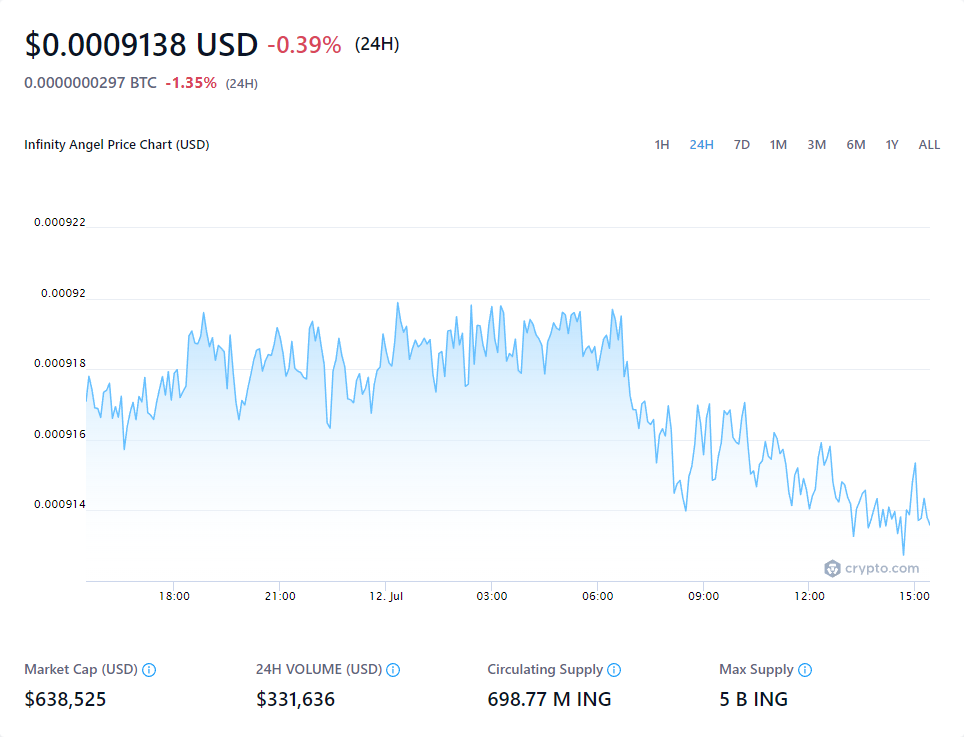 $0.0009138 USD -0.39% (24H)
0.0000000297 BTC -1.35% (24H)
Infinity Angel Price Chart (USD) 1H 24H 7D 1M 3M 6M 1Y ALL
0.000922
0.00092
0.000918
0.000916
0.000914
crypto.com
18:00 21:00 12. Jul 03:00 06:00 09:00 12:00 15:00
Market Cap (USD) 24H VOLUME (USD) Circulating Supply Max Supply
$638,525 $331,636 698.77 M ING 5 B ING